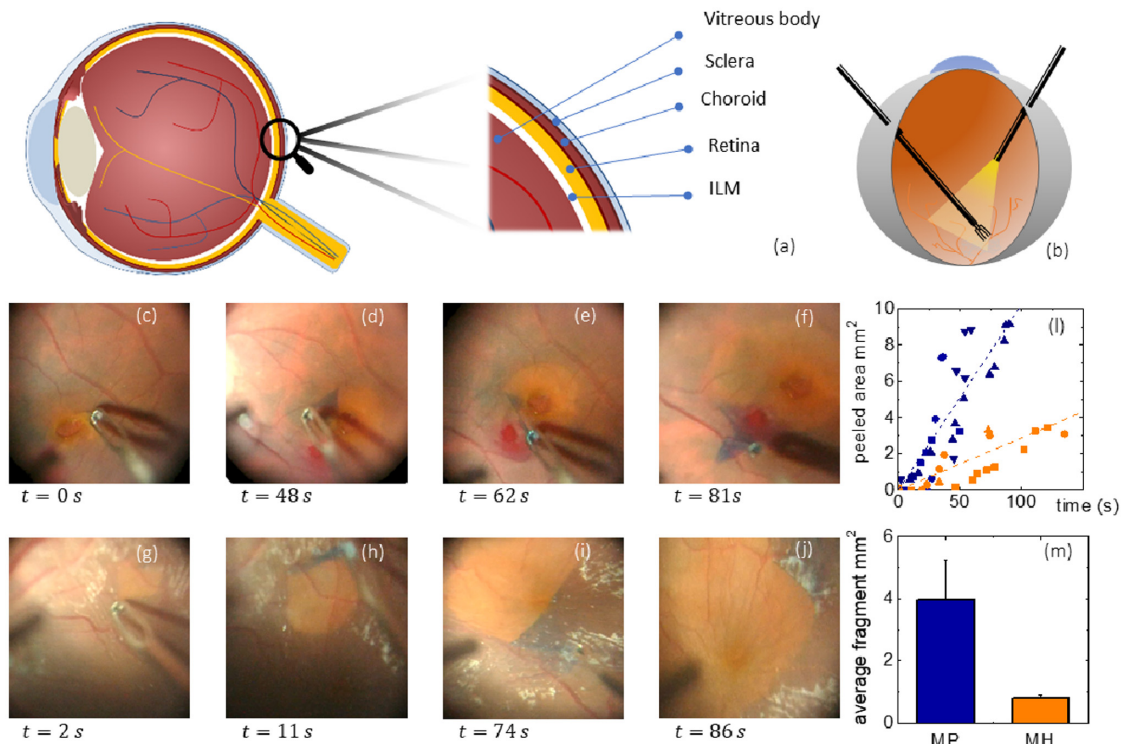 Vitreous body
Sclera
Choroid
Retina
ILM
(a)
(b)
(c)
(d)
(e)
(f)
t = 0 s
t = 48 s
t = 62 s
t = 81s
(g)
(h)
(i)
(j)
t = 2 s
t = 11 s
t = 74 s
t = 86 s
10
8
6
4
2
0
peeled area mm²
(l)
0
50
100
time (s)
6
4
2
0
average fragment mm²
(m)
MP
MH